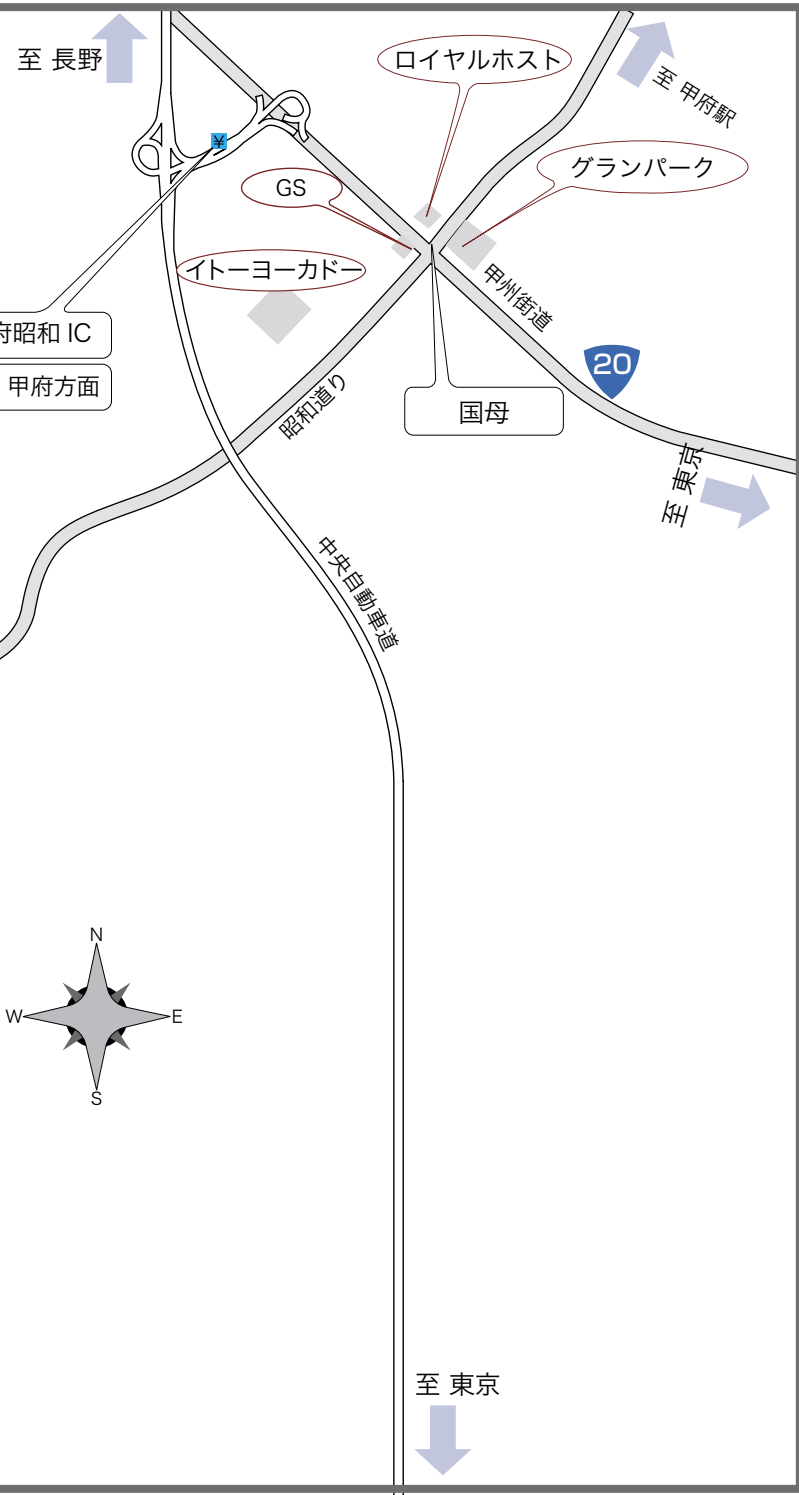 至 長野
ロイヤルホスト
至 甲府駅
¥
グランパーク
GS
イトーヨーカドー
甲州街道
府昭和 IC
20
甲府方面
昭和道り
国母
至 東京
中央自動車道
N
W
E
S
至 東京